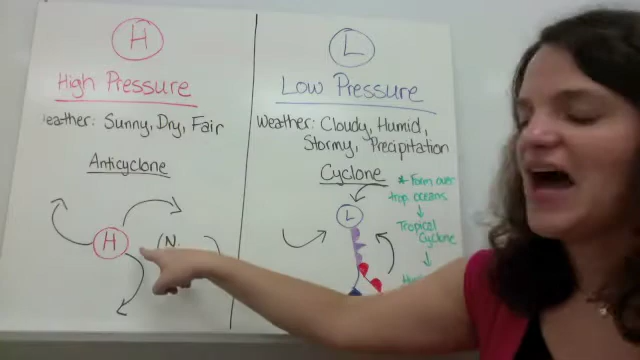 H
High Pressure
eather: Sunny, Dry, Fair
Anticyclone
H
N.
L
Low Pressure
Weather: Cloudy, Humid,
Stormy, Precipitation
Cyclone
L
* Form over
trop. oceans
Tropical
Cyclone